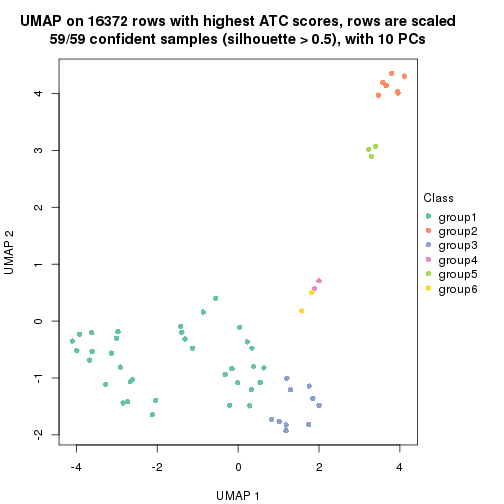 UMAP on 16372 rows with highest ATC scores, rows are scaled
59/59 confident samples (silhouette > 0.5), with 10 PCs
4
3
2
1
0
-1
-2
UMAP 2
-4
-2
0
2
4
UMAP 1
Class
group1
group2
group3
group4
group5
group6